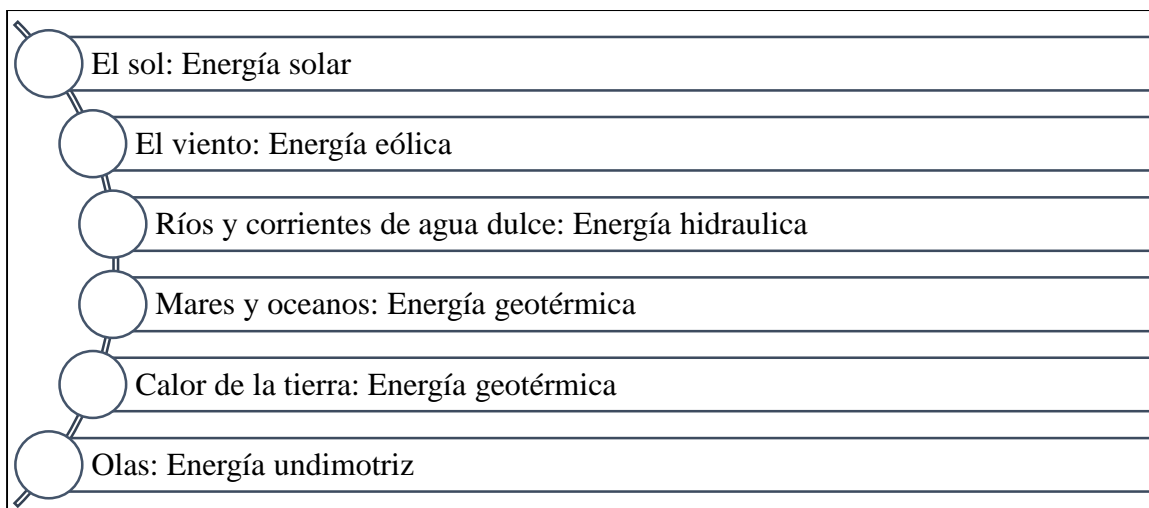 El sol: Energía solar
El viento: Energía eólica
Ríos y corrientes de agua dulce: Energía hidraulica
Mares y oceanos: Energía geotérmica
Calor de la tierra: Energía geotérmica
Olas: Energía undimotriz